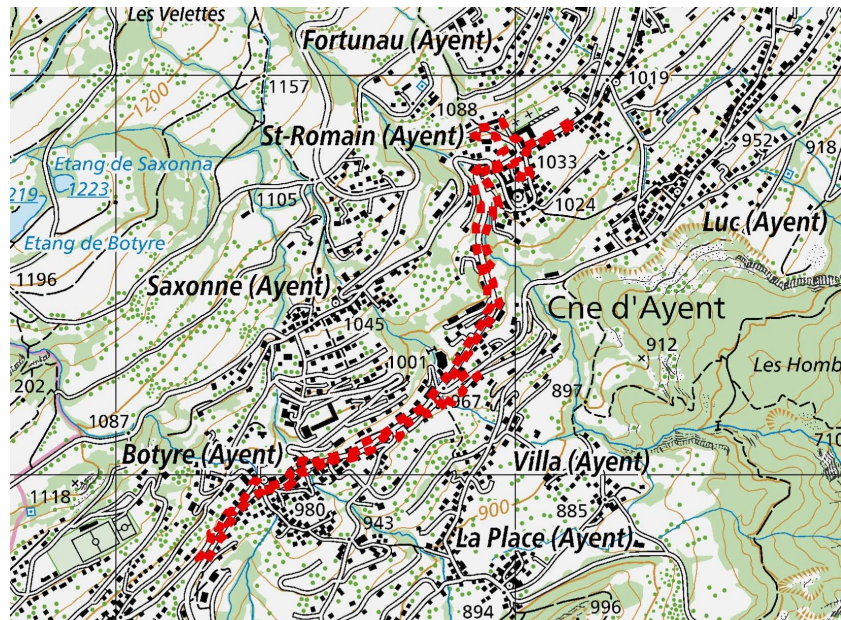 Les Velettes
Fortunau (Ayent)
1019
1157
1200
1088
St-Romain (Ayent)
952
918
Etang de Saxonna
1223
1033
219
1105
1024
Luc (Ayent)
Etang de Botyre
1196
Saxonne (Ayent)
Cne d'Ayent
1045
912
1001
Les Homb
202
897
967
1087
710
Botyre (Ayent)
Villa (Ayent)
1118
980
900
885
943
La Place (Ayent)
894
996